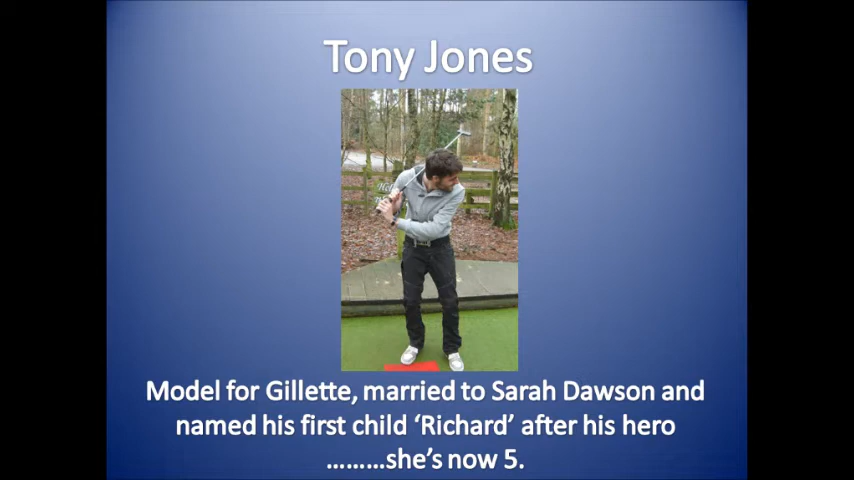 Tony Jones
Model for Gillette, married to Sarah Dawson and
named his first child ‘Richard’ after his hero
………she’s now 5.